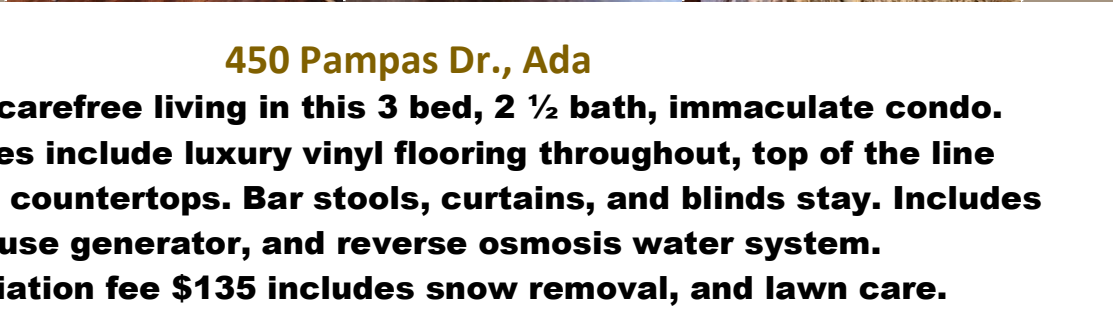 450 Pampas Dr., Ada
carefree living in this 3 bed, 2 ½ bath, immaculate condo.
es include luxury vinyl flooring throughout, top of the line
countertops. Bar stools, curtains, and blinds stay. Includes
use generator, and reverse osmosis water system.
iation fee $135 includes snow removal, and lawn care.